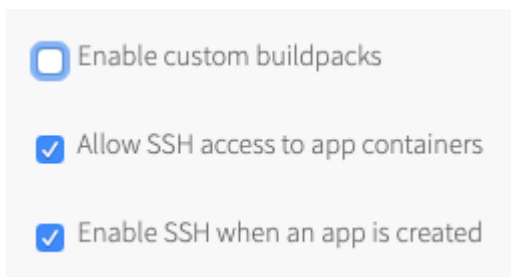 Enable custom buildpacks
Allow SSH access to app containers
Enable SSH when an app is created